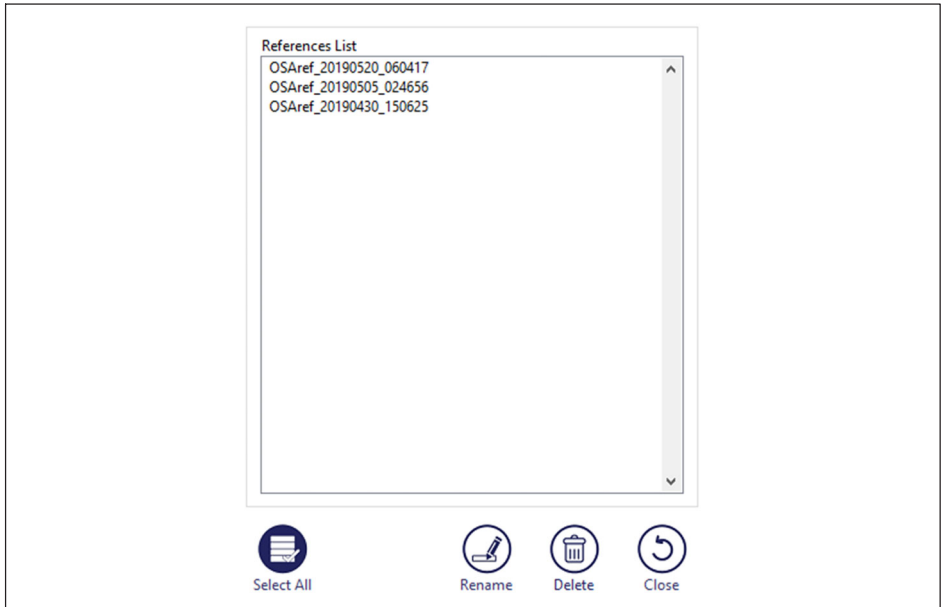 References List
OSAref_20190520_060417
OSAref_20190505_024656
OSAref_20190430_150625
Select All
Rename
Delete
Close